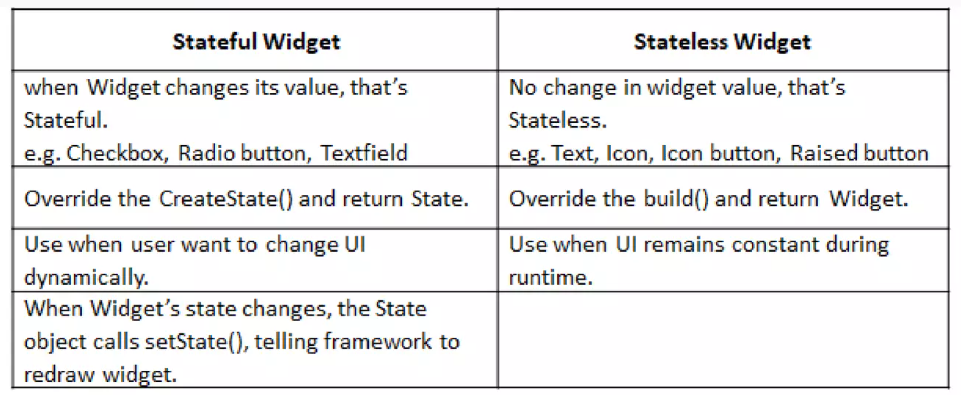 Stateful Widget
Stateless Widget
when Widget changes its value, that's
Stateful.
e.g. Checkbox, Radio button, Textfield
No change in widget value, that's
Stateless.
e.g. Text, Icon, Icon button, Raised button
Override the CreateState() and return State.
Override the build() and return Widget.
Use when user want to change UI
dynamically.
Use when UI remains constant during
runtime.
When Widget's state changes, the State
object calls setState(), telling framework to
redraw widget.